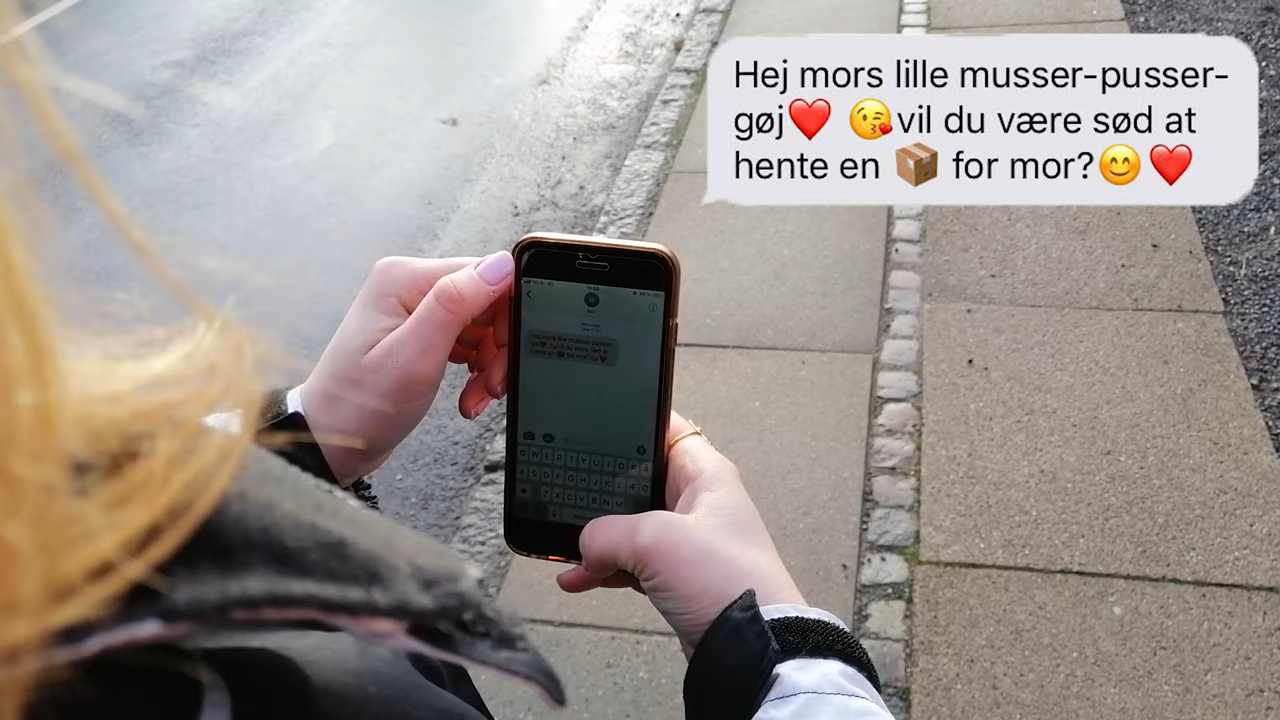 Hej mors lille musser-pusser-
gøj❤️ 😘vil du være sød at
hente en 📦 for mor?😊❤️
Q W E R T Y U I O P Å
A S D F G H J K L Æ Ø
Z X C V B N M